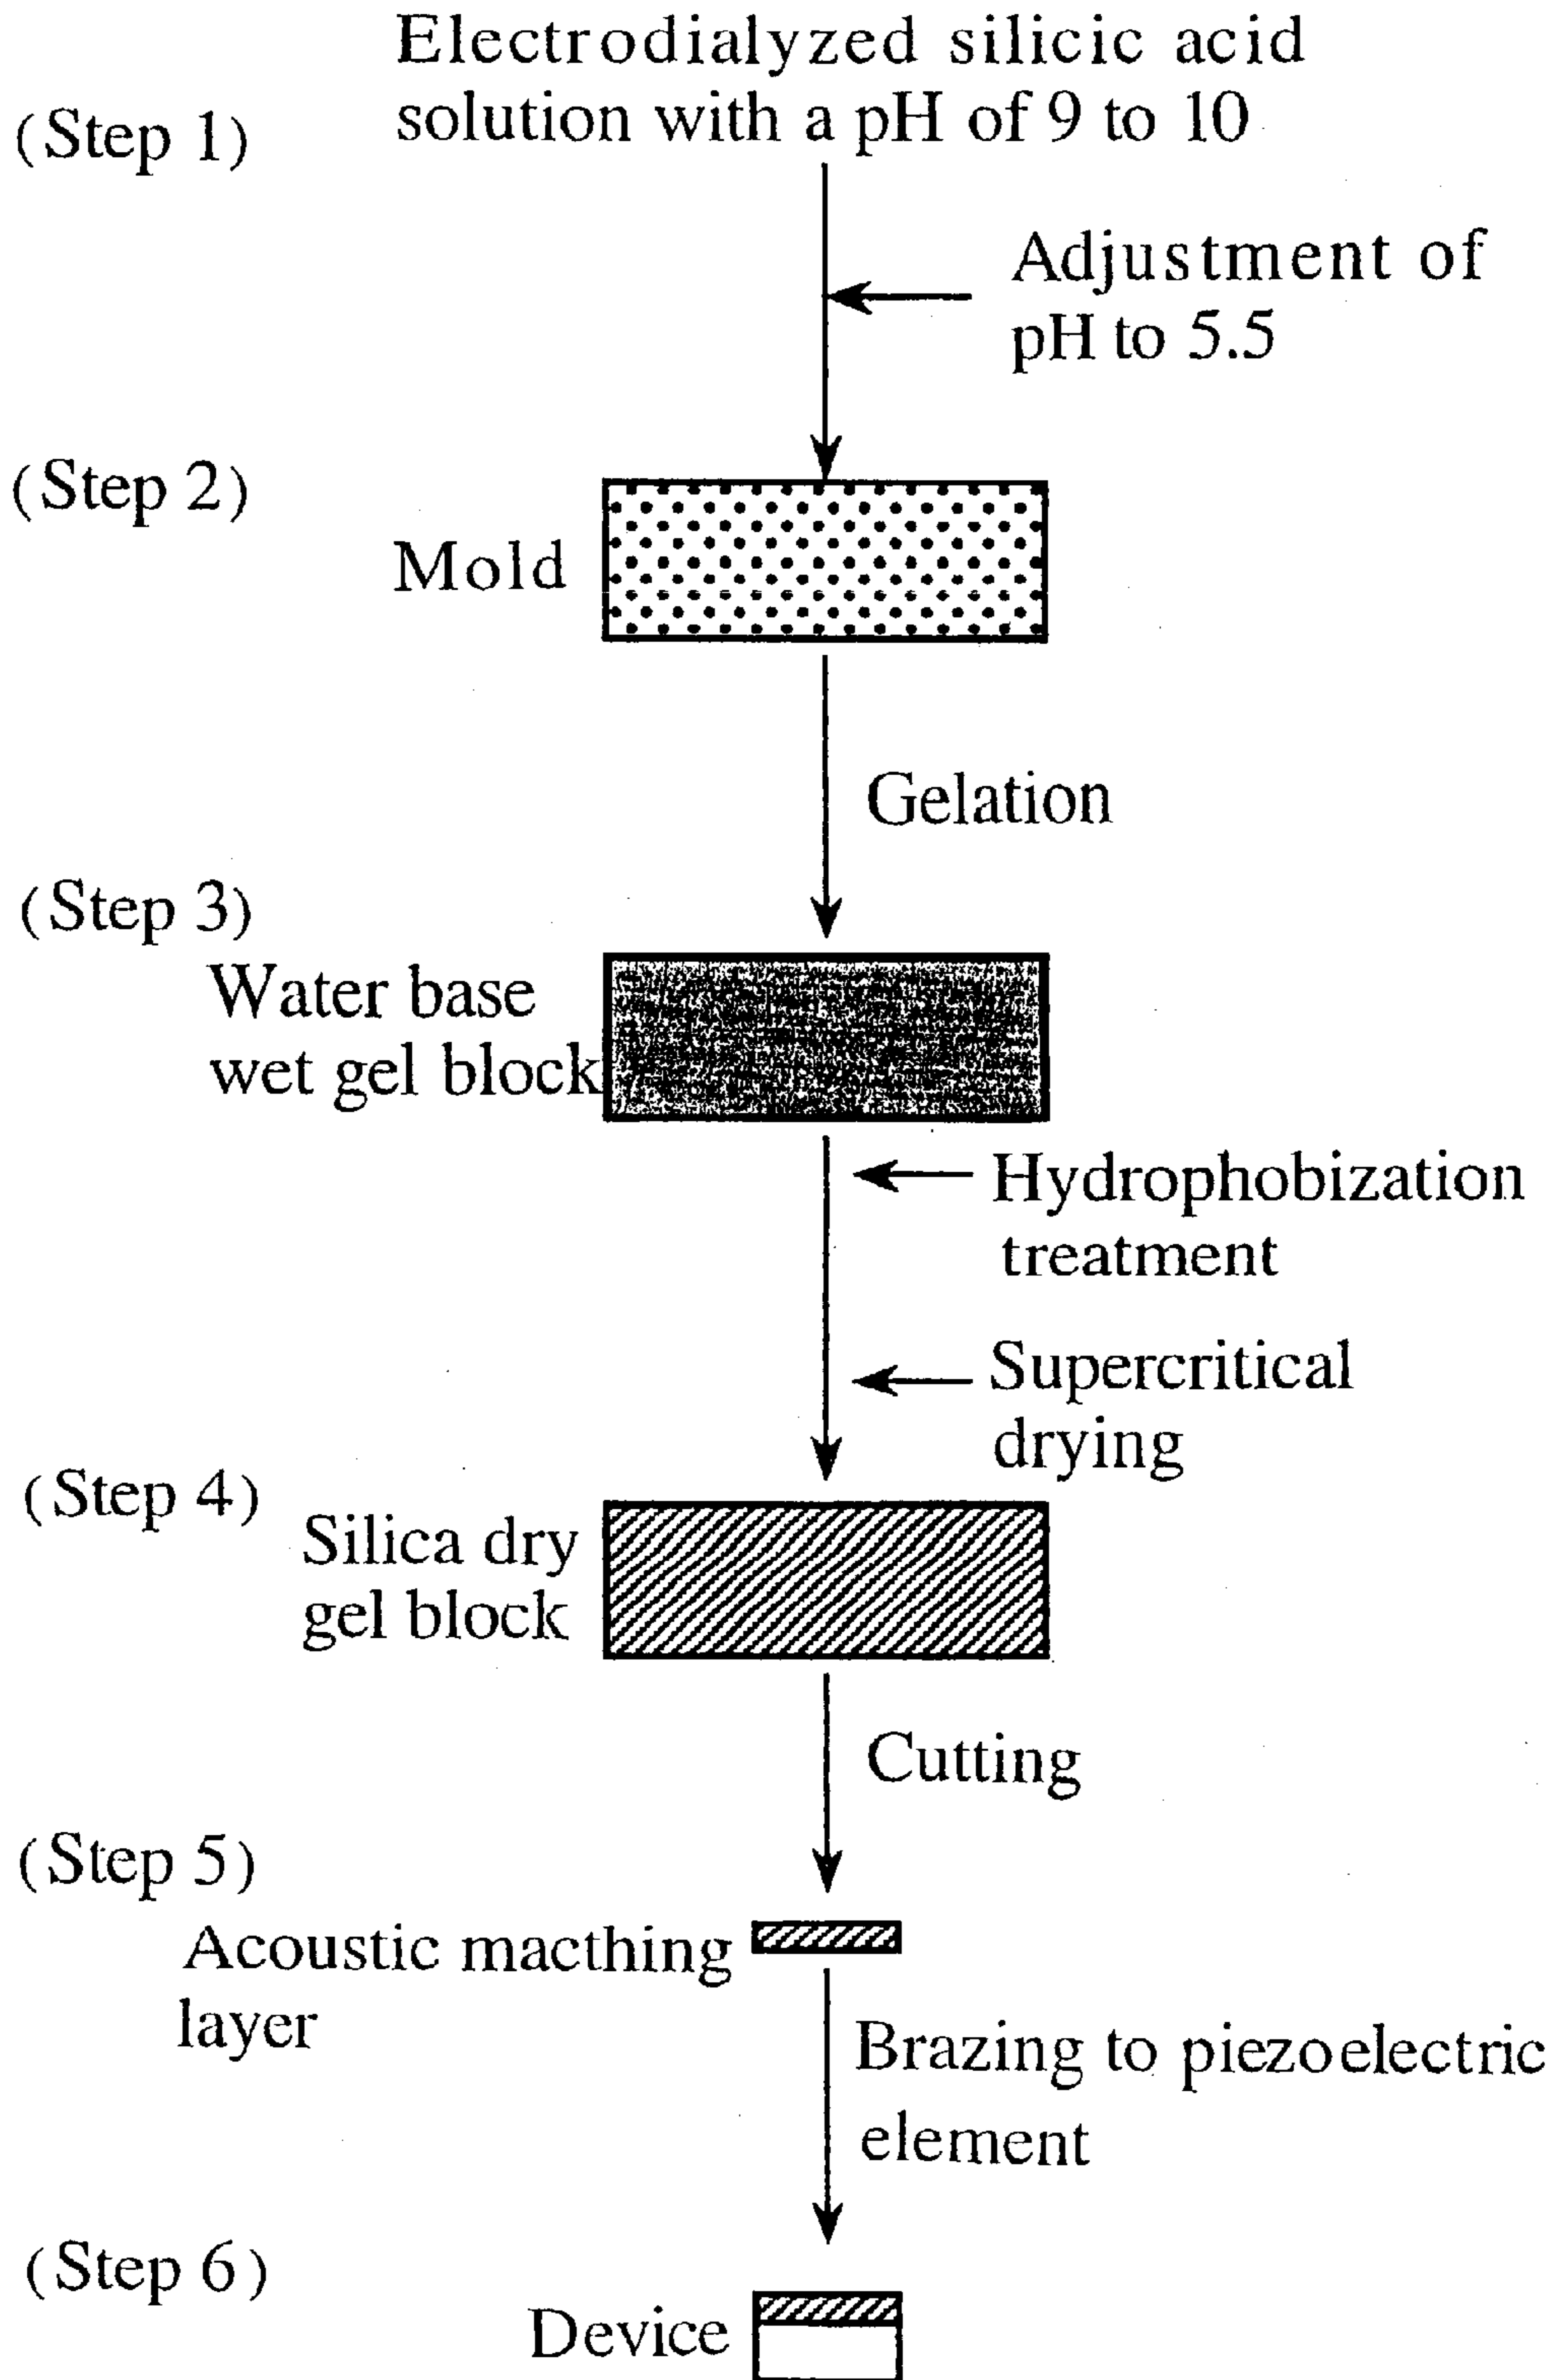 Electrodialyzed silicic acid
(Step 1)
solution with a pH of 9 to 10
Adjustment of
pH to 5.5
(Step 2)
Mold
Gelation
(Step 3)
Water base
wet gel block
Hydrophobization
treatment
Supercritical
drying
(Step 4)
Silica dry
gel block
Cutting
(Step 5)
Acoustic macthing
layer
Brazing to piezoelectric
element
(Step 6)
Device